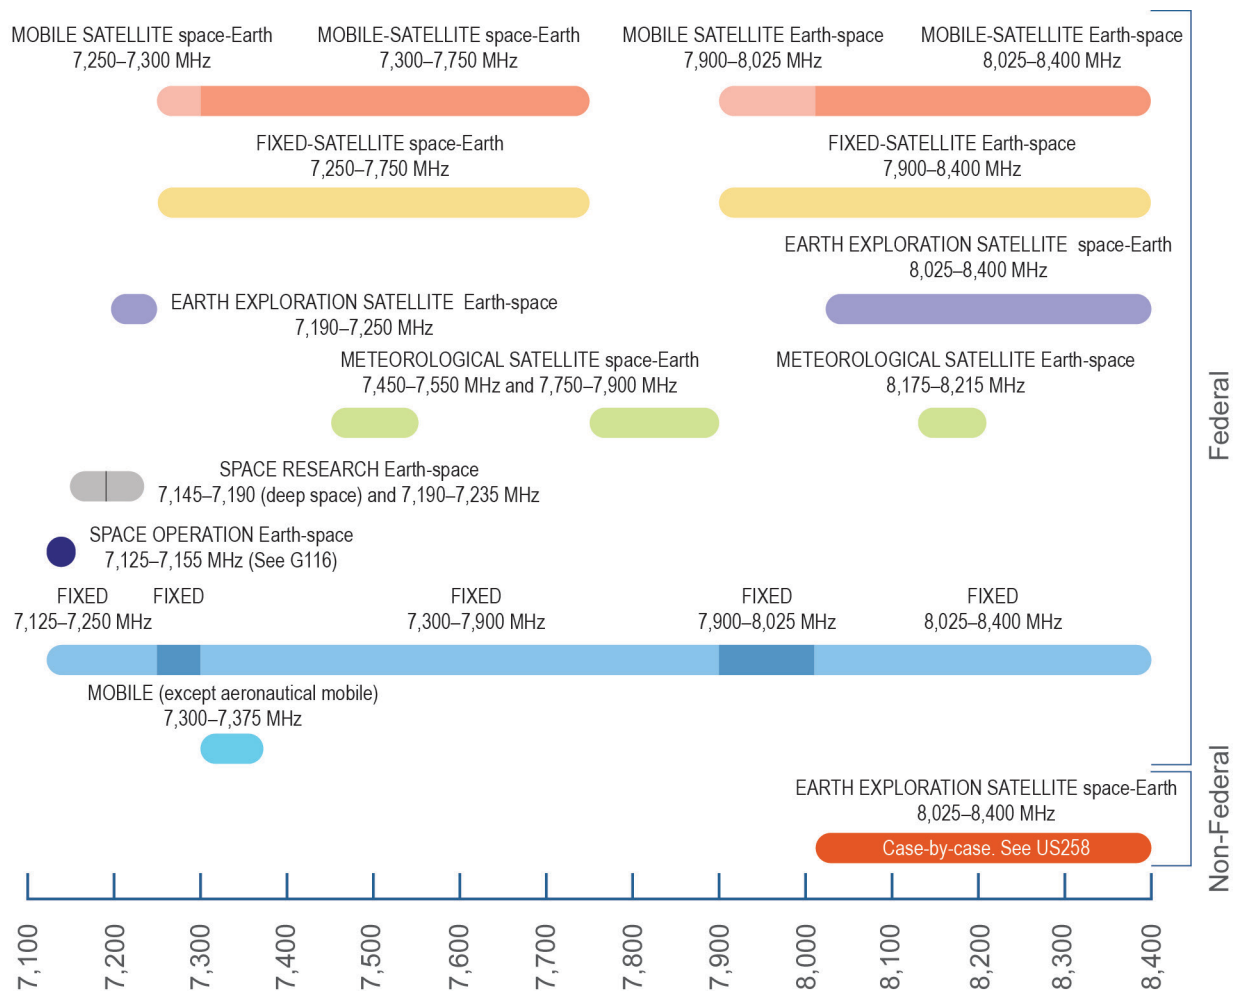 MOBILE SATELLITE space-Earth
7,250–7,300 MHz
MOBILE-SATELLITE space-Earth
7,300–7,750 MHz
MOBILE SATELLITE Earth-space
7,900–8,025 MHz
MOBILE-SATELLITE Earth-space
8,025–8,400 MHz
FIXED-SATELLITE space-Earth
7,250–7,750 MHz
FIXED-SATELLITE Earth-space
7,900–8,400 MHz
EARTH EXPLORATION SATELLITE space-Earth
8,025–8,400 MHz
EARTH EXPLORATION SATELLITE Earth-space
7,190–7,250 MHz
METEOROLOGICAL SATELLITE space-Earth
7,450–7,550 MHz and 7,750–7,900 MHz
METEOROLOGICAL SATELLITE Earth-space
8,175–8,215 MHz
SPACE RESEARCH Earth-space
7,145–7,190 (deep space) and 7,190–7,235 MHz
SPACE OPERATION Earth-space
7,125–7,155 MHz (See G116)
FIXED
7,125–7,250 MHz
FIXED
FIXED
7,300–7,900 MHz
FIXED
7,900–8,025 MHz
FIXED
8,025–8,400 MHz
MOBILE (except aeronautical mobile)
7,300–7,375 MHz
Federal
EARTH EXPLORATION SATELLITE space-Earth
8,025–8,400 MHz
Case-by-case. See US258
Non-Federal
7,100
7,200
7,300
7,400
7,500
7,600
7,700
7,800
7,900
8,000
8,100
8,200
8,300
8,400